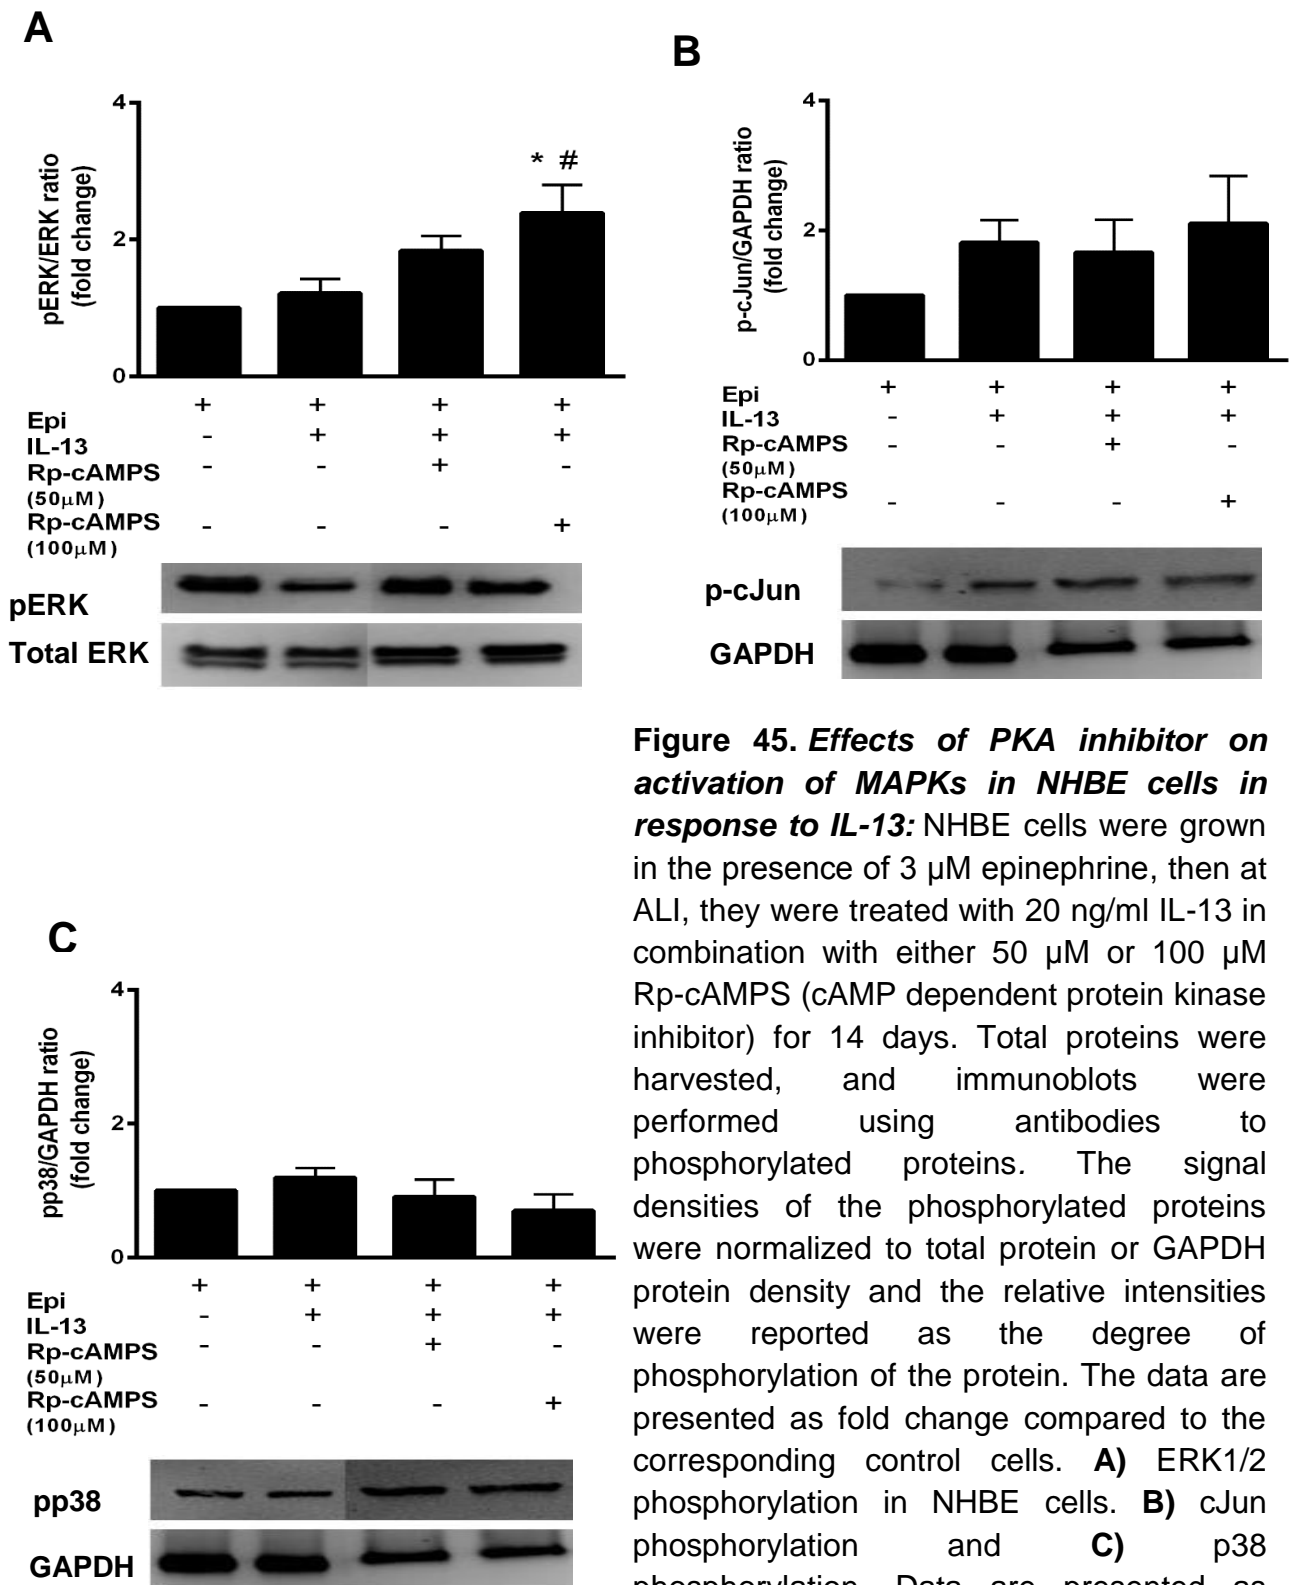 A
4
2
0
pERK/ERK ratio
(fold change)
* #
+ + + +
Epi
- + + +
IL-13
- - + -
Rp-cAMPS
(50µM)
- - - +
Rp-cAMPS
(100µM)
pERK
Total ERK
B
4
2
0
p-cJun/GAPDH ratio
(fold change)
+ + + +
Epi
- + + +
IL-13
- - + -
Rp-cAMPS
(50µM)
- - - +
Rp-cAMPS
(100µM)
p-cJun
GAPDH
C
4
2
0
pp38/GAPDH ratio
(fold change)
+ + + +
Epi
- + + +
IL-13
- - + -
Rp-cAMPS
(50µM)
- - - +
Rp-cAMPS
(100µM)
pp38
GAPDH
Figure 45. Effects of PKA inhibitor on
activation of MAPKs in NHBE cells in
response to IL-13: NHBE cells were grown
in the presence of 3 µM epinephrine, then at
ALI, they were treated with 20 ng/ml IL-13 in
combination with either 50 µM or 100 µM
Rp-cAMPS (cAMP dependent protein kinase
inhibitor) for 14 days. Total proteins were
harvested, and immunoblots were
performed using antibodies to
phosphorylated proteins. The signal
densities of the phosphorylated proteins
were normalized to total protein or GAPDH
protein density and the relative intensities
were reported as the degree of
phosphorylation of the protein. The data are
presented as fold change compared to the
corresponding control cells. A) ERK1/2
phosphorylation in NHBE cells. B) cJun
phosphorylation and C) p38
phosphorylation. Data are presented as